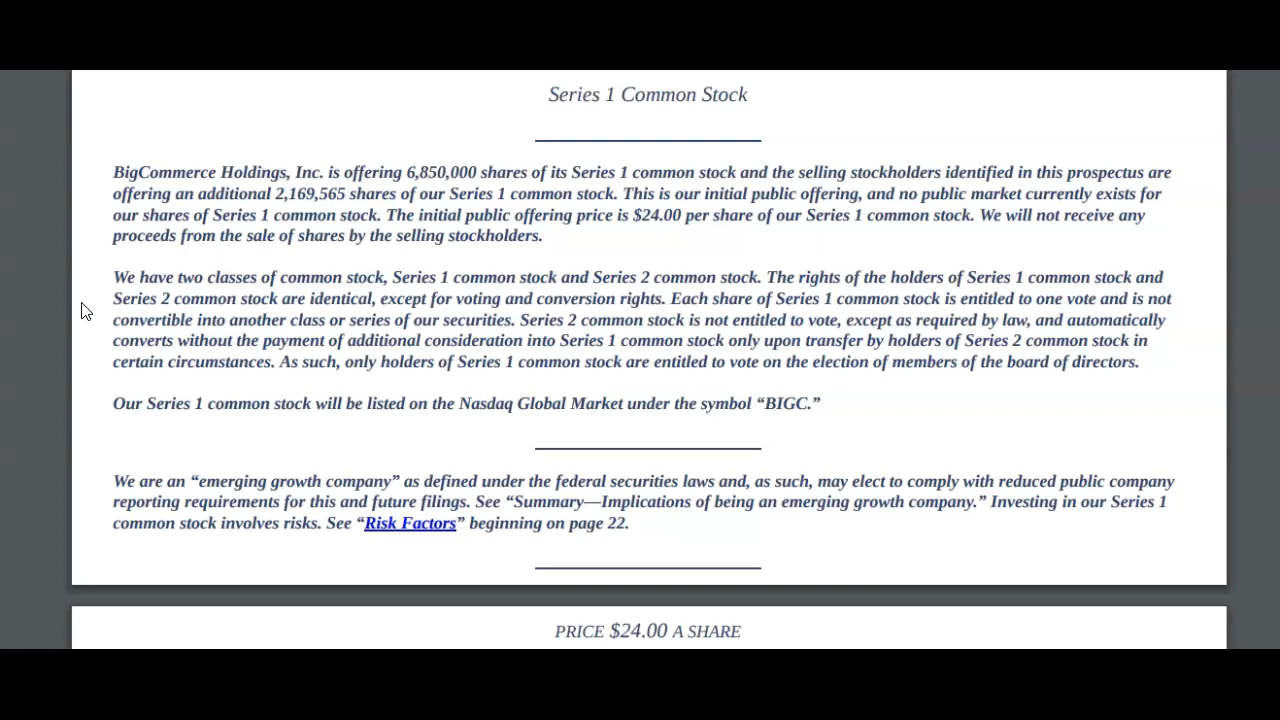 Series 1 Common Stock
BigCommerce Holdings, Inc. is offering 6,850,000 shares of its Series 1 common stock and the selling stockholders identified in this prospectus are
offering an additional 2,169,565 shares of our Series 1 common stock. This is our initial public offering, and no public market currently exists for
our shares of Series 1 common stock. The initial public offering price is $24.00 per share of our Series 1 common stock. We will not receive any
proceeds from the sale of shares by the selling stockholders.
We have two classes of common stock, Series 1 common stock and Series 2 common stock. The rights of the holders of Series 1 common stock and
Series 2 common stock are identical, except for voting and conversion rights. Each share of Series 1 common stock is entitled to one vote and is not
convertible into another class or series of our securities. Series 2 common stock is not entitled to vote, except as required by law, and automatically
converts without the payment of additional consideration into Series 1 common stock only upon transfer by holders of Series 2 common stock in
certain circumstances. As such, only holders of Series 1 common stock are entitled to vote on the election of members of the board of directors.
Our Series 1 common stock will be listed on the Nasdaq Global Market under the symbol “BIGC.”
We are an “emerging growth company” as defined under the federal securities laws and, as such, may elect to comply with reduced public company
reporting requirements for this and future filings. See “Summary—Implications of being an emerging growth company.” Investing in our Series 1
common stock involves risks. See “Risk Factors” beginning on page 22.
PRICE $24.00 A SHARE